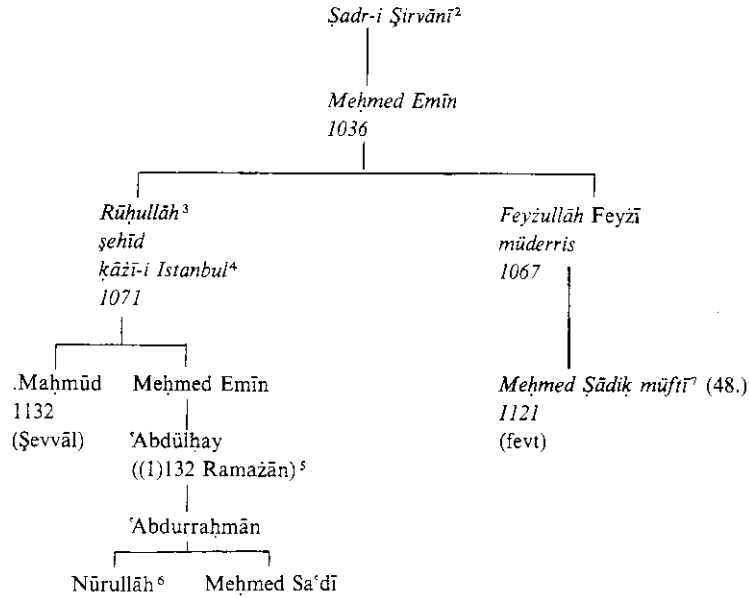 Ṣadr-i Şirvānī²
Meḥmed Emīn
1036
Rūḥullāh³
şehīd
ḳāżī-i Istanbul⁴
1071
Feyżullāh Feyżī
müderris
1067
.Maḥmūd
1132
(Şevvāl)
Meḥmed Emīn
ʿAbdülḥay
((1)132 Ramażān)⁵
ʿAbdurraḥmān
Nūrullāh⁶
Meḥmed Saʿdī
Meḥmed Ṣādiḳ müftī⁷ (48.)
1121
(fevt)